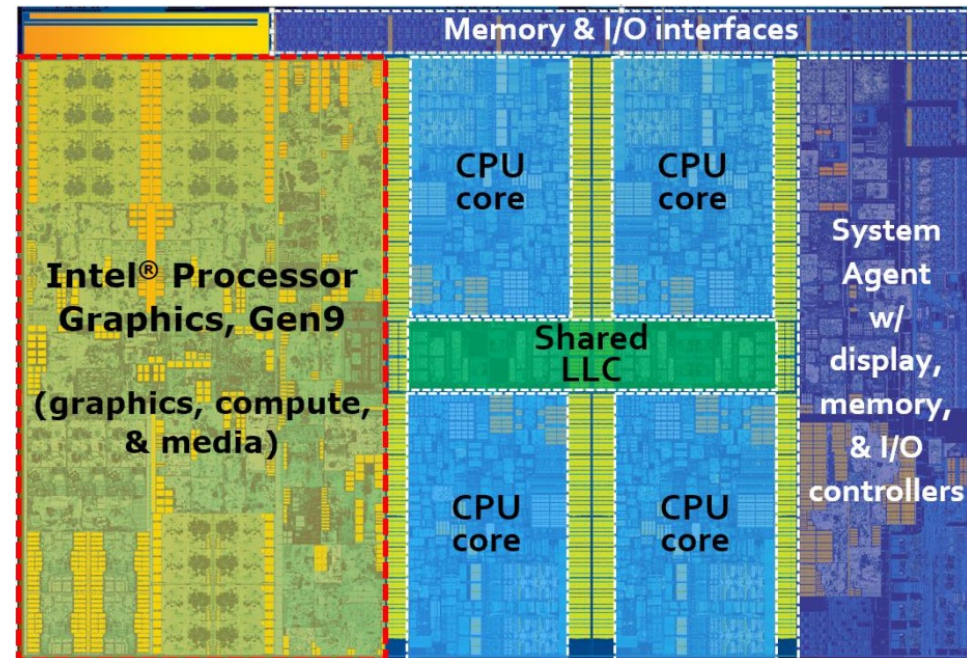 Memory & I/O interfaces
CPU
core
CPU
core
Intel® Processor
Graphics, Gen9
(graphics, compute,
& media)
Shared
LLC
System
Agent
w/
display,
memory,
& I/O
controllers
CPU
core
CPU
core